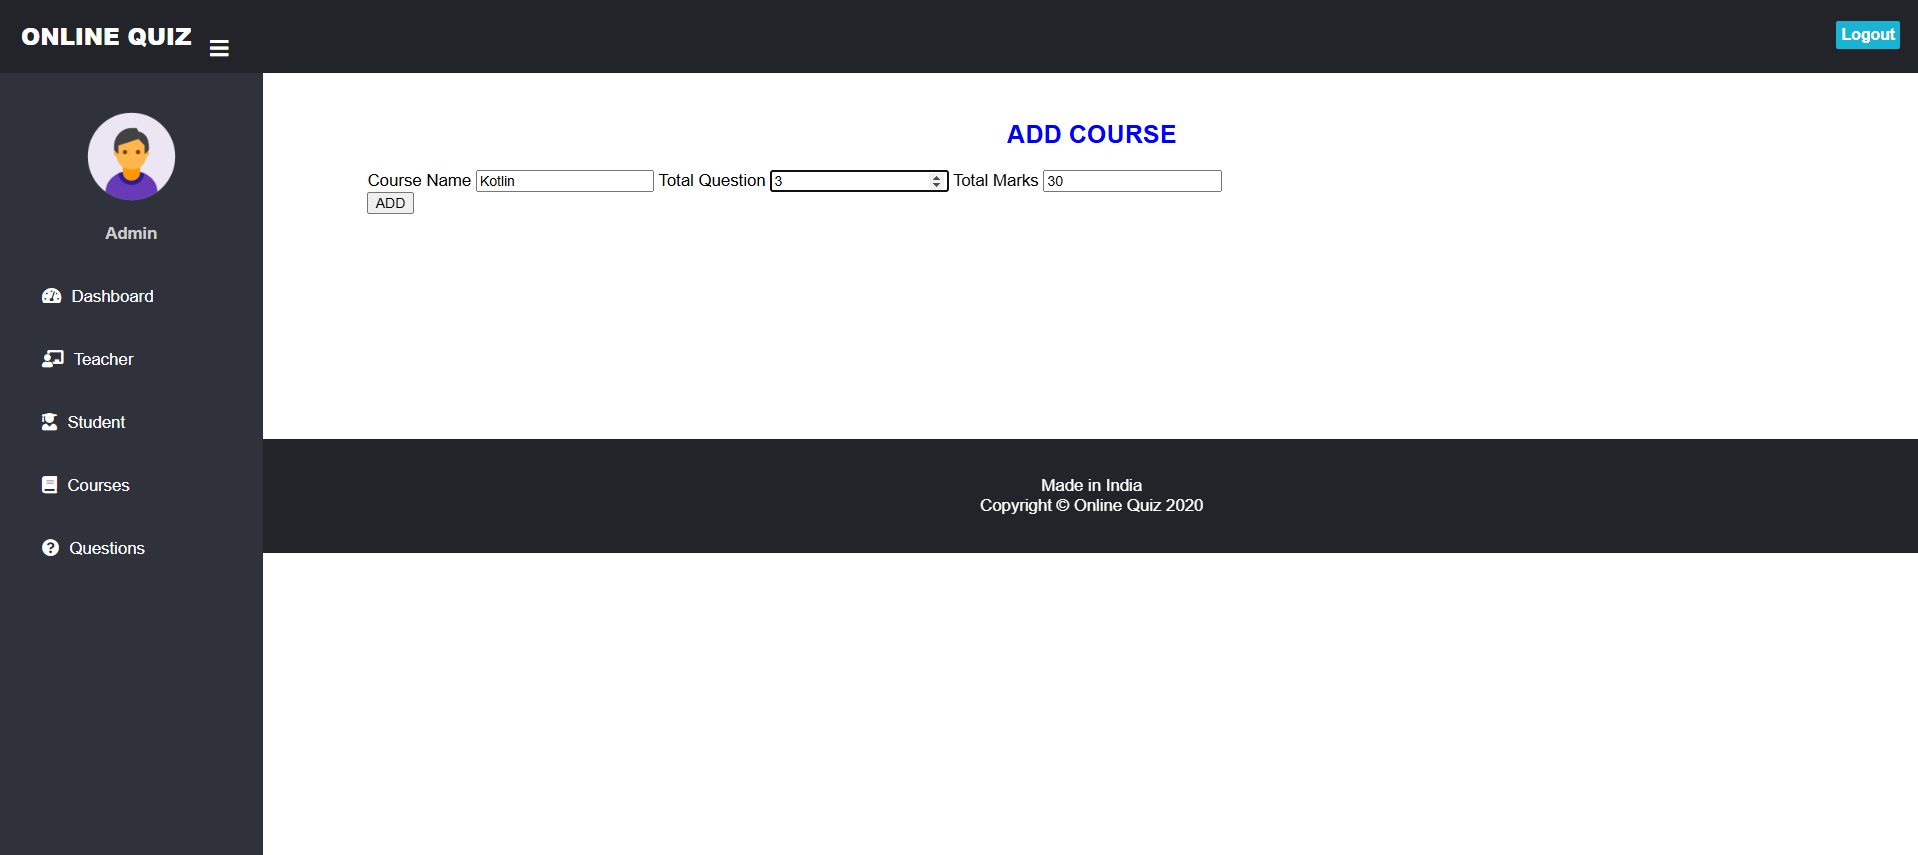 ONLINE QUIZ
Logout
Admin
Dashboard
Teacher
Student
Courses
Questions
ADD COURSE
Course Name Kotlin Total Question 3 Total Marks 30
ADD
Made in India
Copyright © Online Quiz 2020